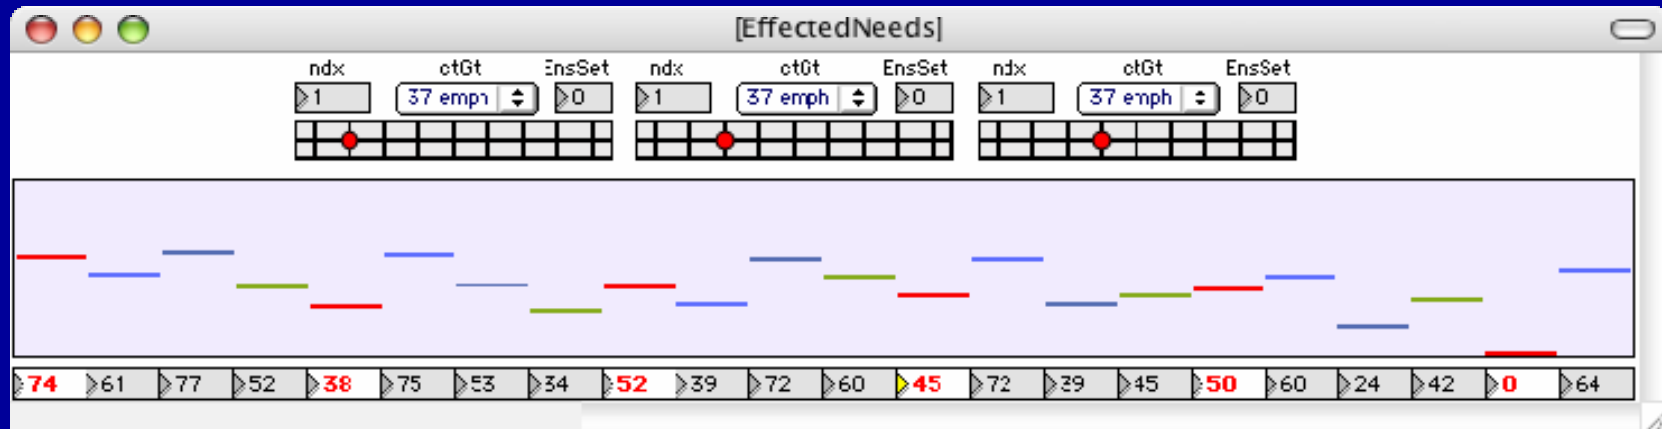 [EffectedNeeds]
ndx ctGt EnsSet ndx ctGt EnsSet ndx ctGt EnsSet
1 37 emph 0 1 37 emph 0 1 37 emph 0
74 61 77 52 38 75 53 34 52 39 72 60 45 72 39 45 50 60 24 42 0 64